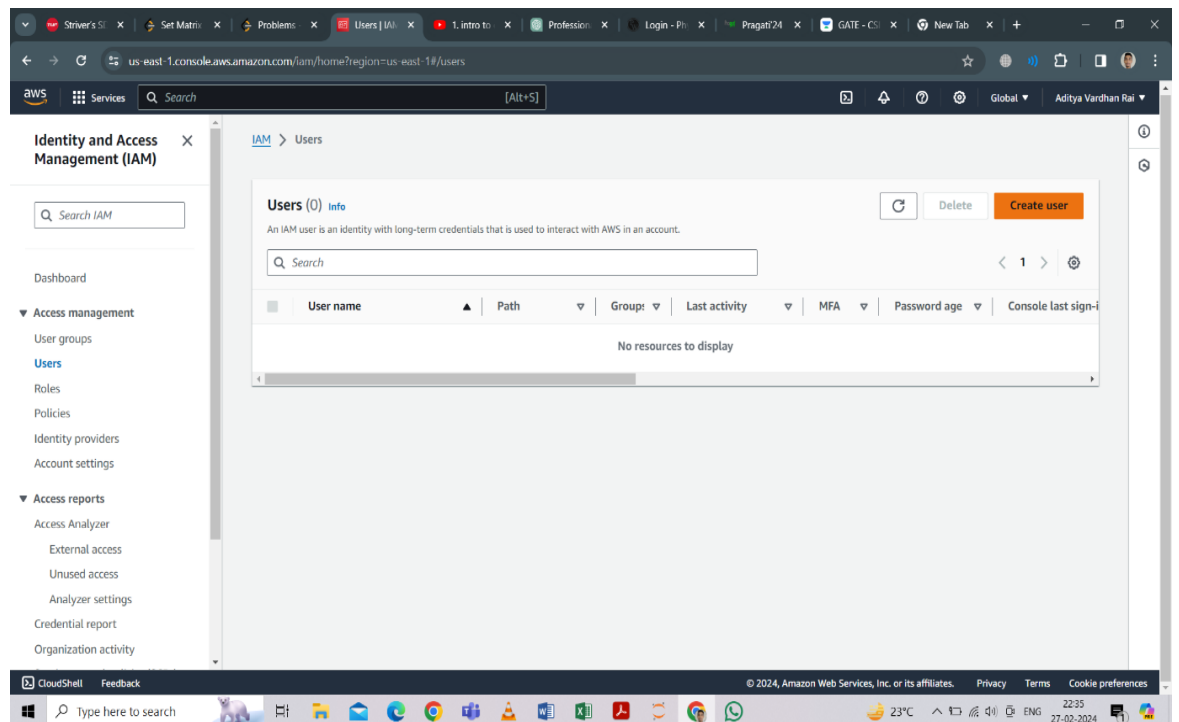 Striver's SI
Set Matrix
Problems -
Users | IAM
1. intro to
Profession
Login - Ph
Pragati'24
GATE - CSI
New Tab
us-east-1.console.aws.amazon.com/iam/home?region=us-east-1#/users
aws
Services
Search
[Alt+S]
Global
Aditya Vardhan Rai
Identity and Access
Management (IAM)
Search IAM
Dashboard
Access management
User groups
Users
Roles
Policies
Identity providers
Account settings
Access reports
Access Analyzer
External access
Unused access
Analyzer settings
Credential report
Organization activity
IAM > Users
Users (0) Info
Delete
Create user
An IAM user is an identity with long-term credentials that is used to interact with AWS in an account.
Search
1
User name
Path
Group:
Last activity
MFA
Password age
Console last sign-i
No resources to display
CloudShell
Feedback
© 2024, Amazon Web Services, Inc. or its affiliates.
Privacy
Terms
Cookie preferences
Type here to search
23°C
ENG
22:35
27-02-2024